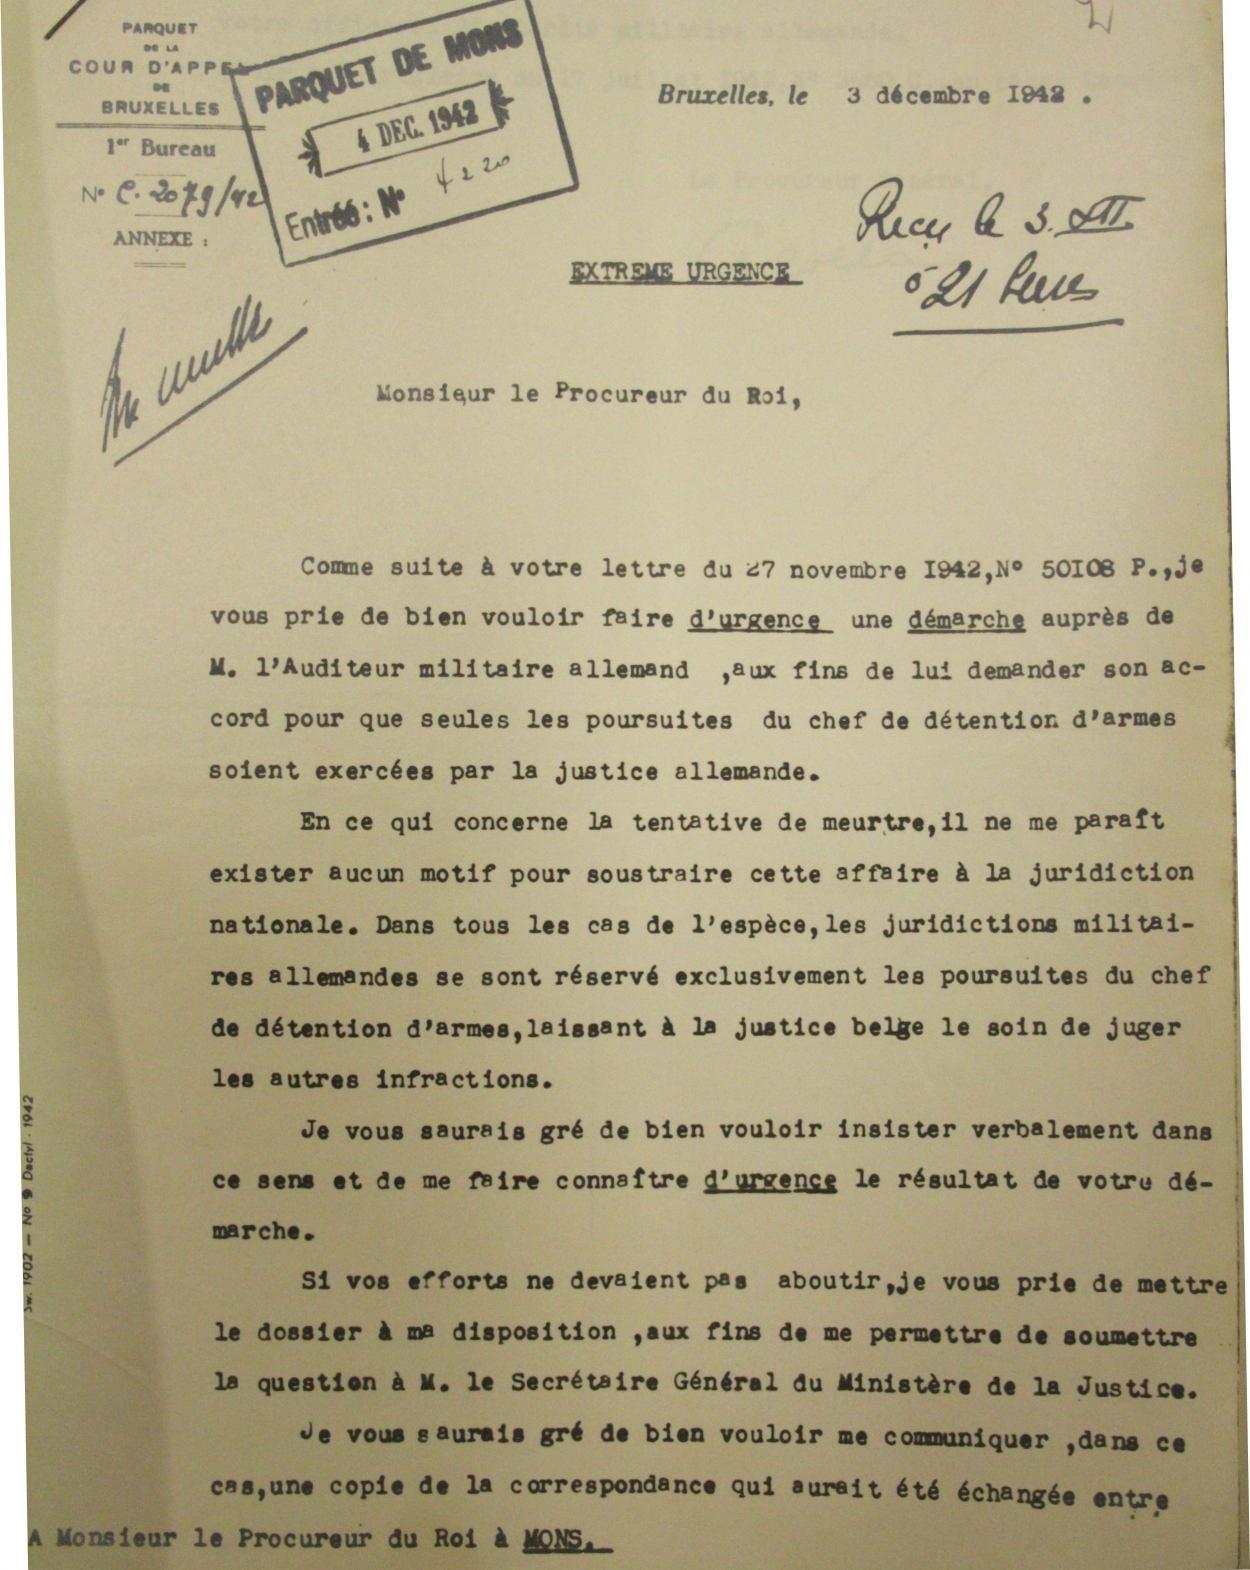 PARQUET
DE LA
COUR D'APPEL
DE
BRUXELLES
1er Bureau
N° C. 2079/42
ANNEXE :
PARQUET DE MONS
4 DEC. 1942
Entrée : N° 4220
Bruxelles, le 3 décembre I942 .
Reçu le 3. XII
à 21 heures
EXTREME URGENCE
Monsieur le Procureur du Roi,
Comme suite à votre lettre du 27 novembre I942,N° 50I08 P.,je
vous prie de bien vouloir faire d'urgence une démarche auprès de
M. l'Auditeur militaire allemand ,aux fins de lui demander son ac-
cord pour que seules les poursuites du chef de détention d'armes
soient exercées par la justice allemande.
En ce qui concerne la tentative de meurtre,il ne me paraît
exister aucun motif pour soustraire cette affaire à la juridiction
nationale. Dans tous les cas de l'espèce,les juridictions militai-
res allemandes se sont réservé exclusivement les poursuites du chef
de détention d'armes,laissant à la justice belge le soin de juger
les autres infractions.
Je vous saurais gré de bien vouloir insister verbalement dans
ce sens et de me faire connaître d'urgence le résultat de votre dé-
marche.
Si vos efforts ne devaient pas aboutir,je vous prie de mettre
le dossier à ma disposition ,aux fins de me permettre de soumettre
la question à M. le Secrétaire Général du Ministère de la Justice.
Je vous saurais gré de bien vouloir me communiquer ,dans ce
cas,une copie de la correspondance qui aurait été échangée entre
A Monsieur le Procureur du Roi à MONS.
Sw. 1902 — No 9 Dactyl · 1942